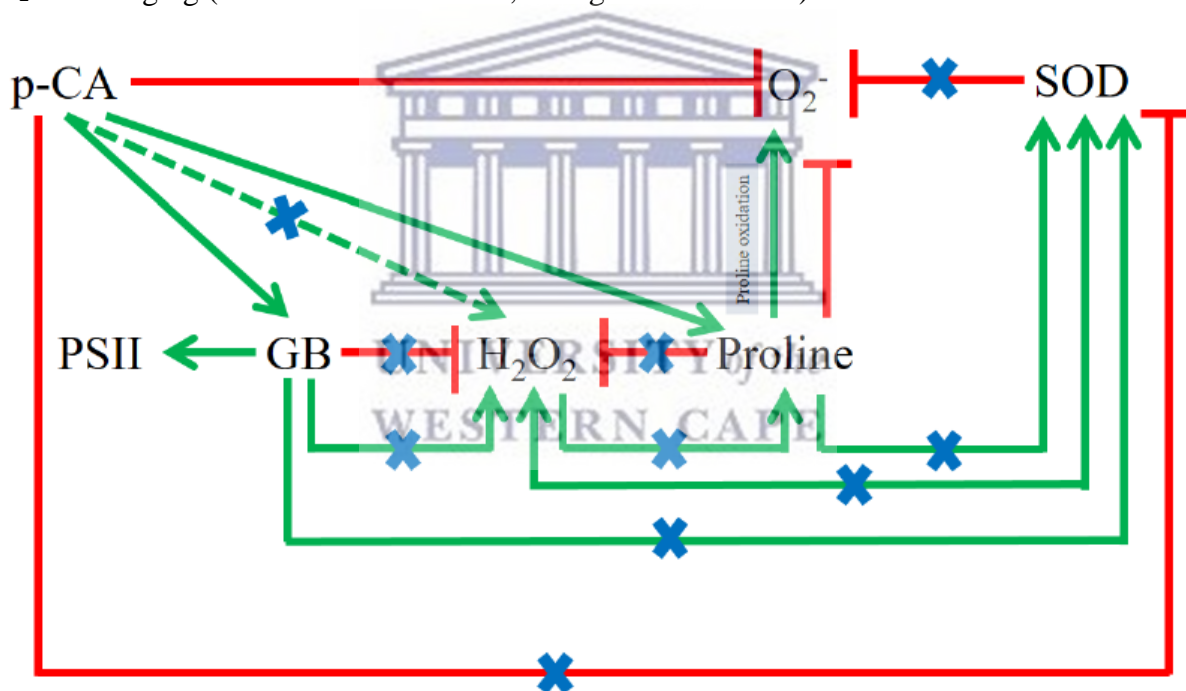 p-CA
O₂⁻
SOD
Proline oxidation
PSII
GB
H₂O₂
Proline
UNIVERSITY of the
WESTERN CAPE